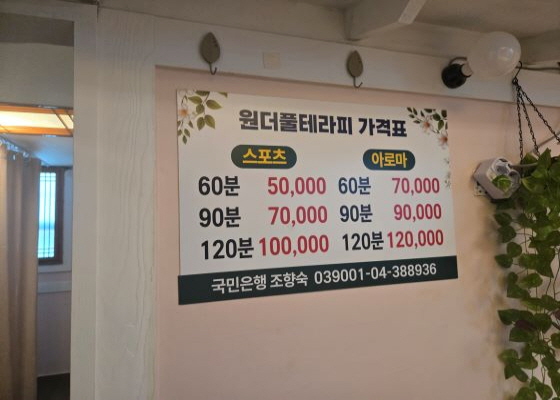 원더풀테라피 가격표
스포츠 아로마
60분 50,000 60분 70,000
90분 70,000 90분 90,000
120분 100,000 120분 120,000
국민은행 조향숙 039001-04-388936